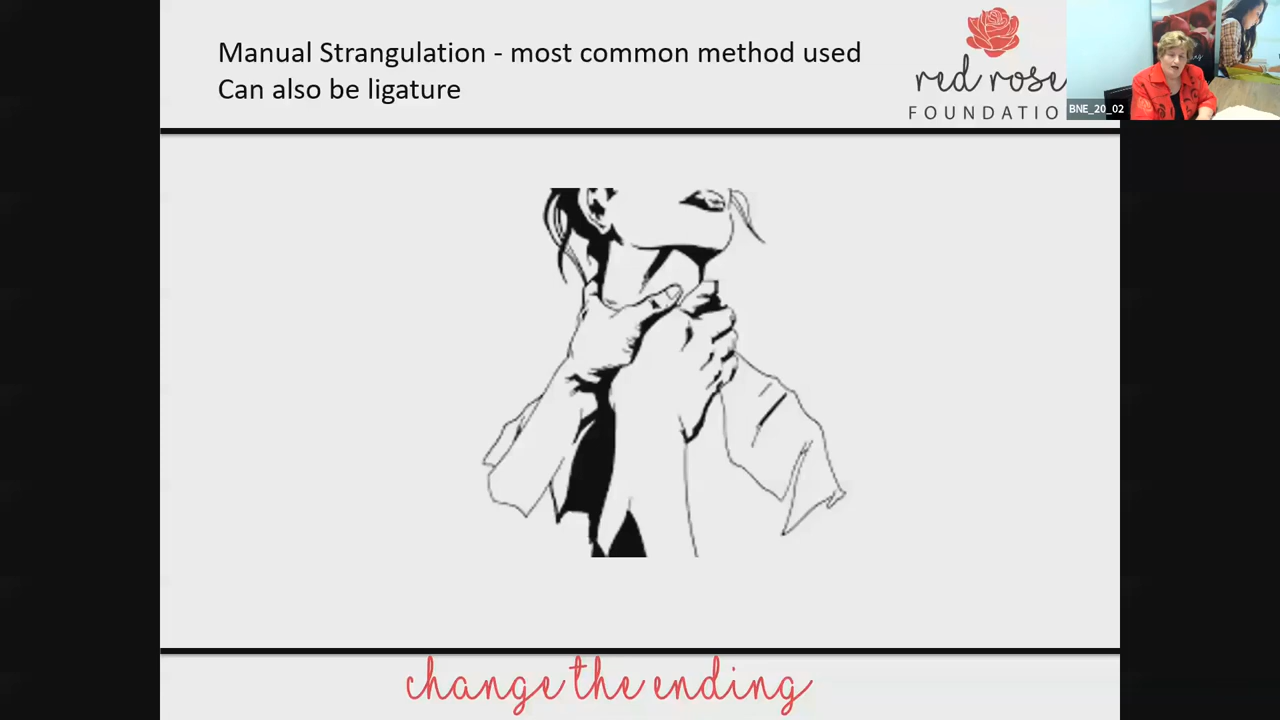 Manual Strangulation - most common method used
Can also be ligature
red rose
FOUNDATIO
BNE_20_02
change the ending